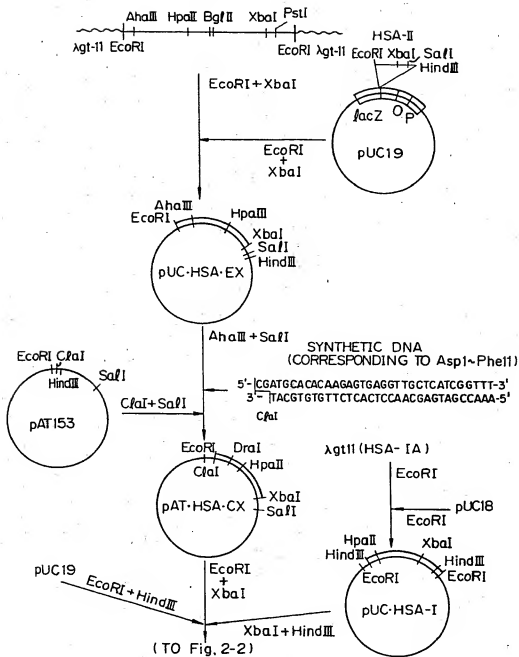 AhaIII HpaII BglII XbaI PstI
λgt-11 EcoRI EcoRI λgt-11
HSA-II
EcoRI XbaI SalI
HindIII
EcoRI+XbaI
lacZ O P
EcoRI
+
XbaI
pUC19
AhaIII
EcoRI
HpaIII
XbaI
SalI
HindIII
pUC·HSA·EX
AhaIII+SalI
SYNTHETIC DNA
(CORRESPONDING TO Asp1~Phe11)
EcoRI ClaI
HindIII
SalI
5'-CGATGCACACAAGAGTGAGGTTGCTCATCGGTTT-3'
3'-TACGTGTGTTCTCACTCCAACGAGTAGCCAAA-5'
ClaI
pAT153
ClaI+SalI
EcoRI
ClaI
DraI
HpaII
XbaI
SalI
pAT·HSA·CX
λgt11(HSA-IA)
EcoRI
pUC18
EcoRI
HpaII
HindIII
XbaI
HindIII
EcoRI
EcoRI
pUC·HSA-I
pUC19
EcoRI+HindIII
EcoRI
+
XbaI
XbaI+HindIII
(TO Fig, 2-2)